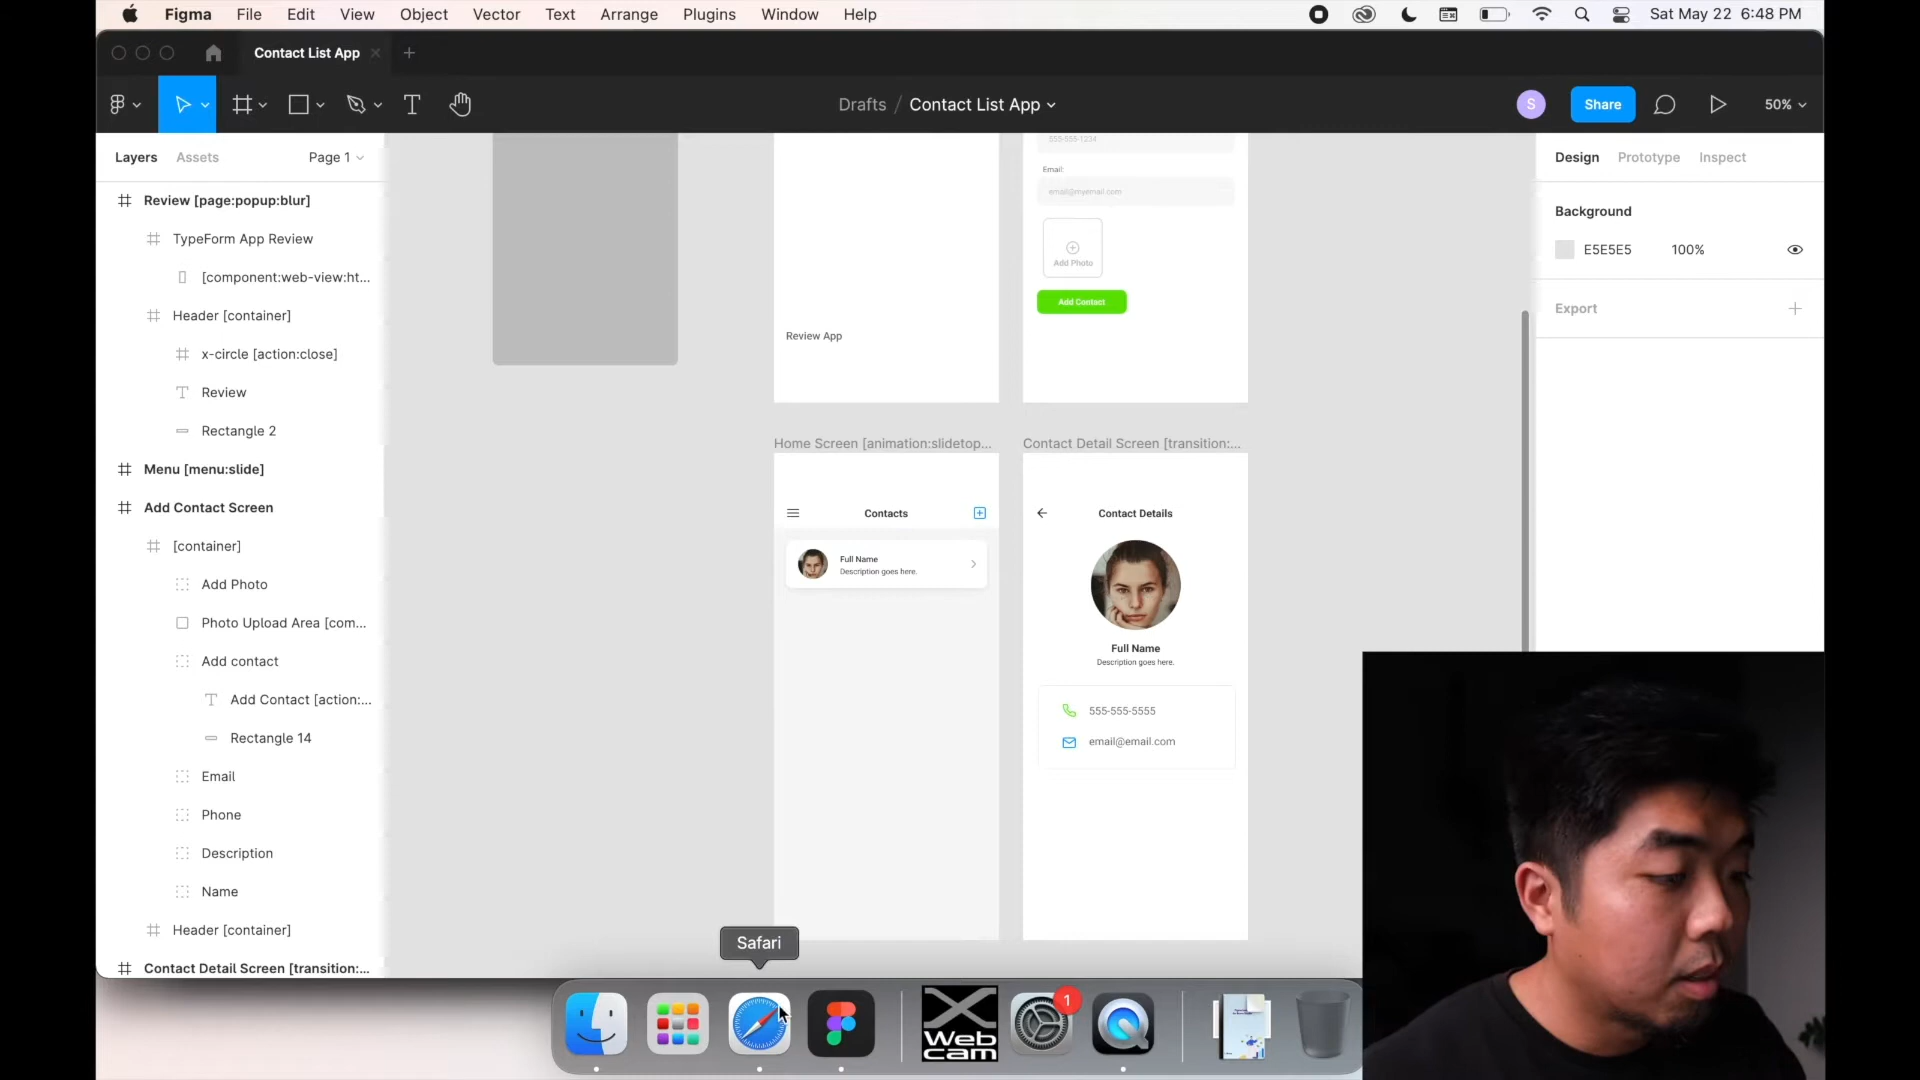 Figma File Edit View Object Vector Text Arrange Plugins Window Help Sat May 22 6:48 PM
Contact List App
Drafts / Contact List App
S
Share
50%
Layers Assets Page 1
Review [page:popup:blur]
TypeForm App Review
[component:web-view:ht...
Header [container]
x-circle [action:close]
Review
Rectangle 2
Menu [menu:slide]
Add Contact Screen
[container]
Add Photo
Photo Upload Area [com...
Add contact
Add Contact [action:...
Rectangle 14
Email
Phone
Description
Name
Header [container]
Contact Detail Screen [transition:...
Review App
555-555-1234
Email:
email@myemail.com
Add Photo
Add Contact
Home Screen [animation:slidetop...
Contacts
Full Name
Description goes here.
Contact Detail Screen [transition:...
Contact Details
Full Name
Description goes here.
555-555-5555
email@email.com
Design Prototype Inspect
Background
E5E5E5 100%
Export
Safari
X
Web
cam
1